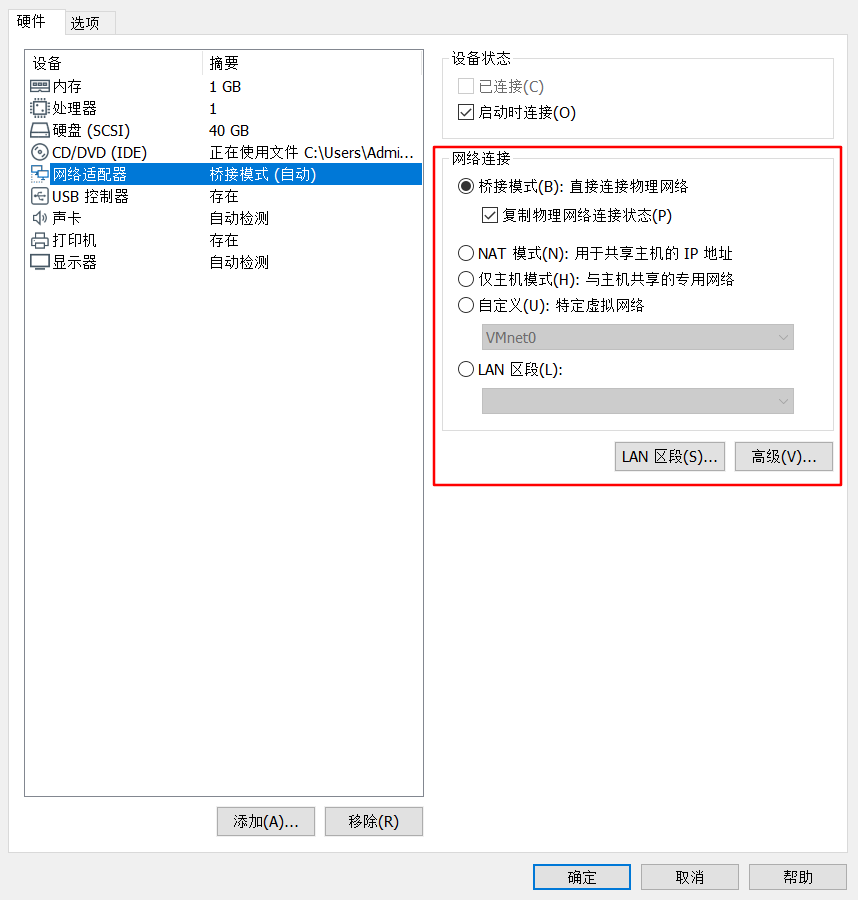 硬件 选项
设备 摘要
内存 1 GB
处理器 1
硬盘 (SCSI) 40 GB
CD/DVD (IDE) 正在使用文件 C:\Users\Admi...
网络适配器 桥接模式 (自动)
USB 控制器 存在
声卡 自动检测
打印机 存在
显示器 自动检测
添加(A)... 移除(R)
设备状态
已连接(C)
启动时连接(O)
网络连接
桥接模式(B): 直接连接物理网络
复制物理网络连接状态(P)
NAT 模式(N): 用于共享主机的 IP 地址
仅主机模式(H): 与主机共享的专用网络
自定义(U): 特定虚拟网络
VMnet0
LAN 区段(L):
LAN 区段(S)... 高级(V)...
确定 取消 帮助